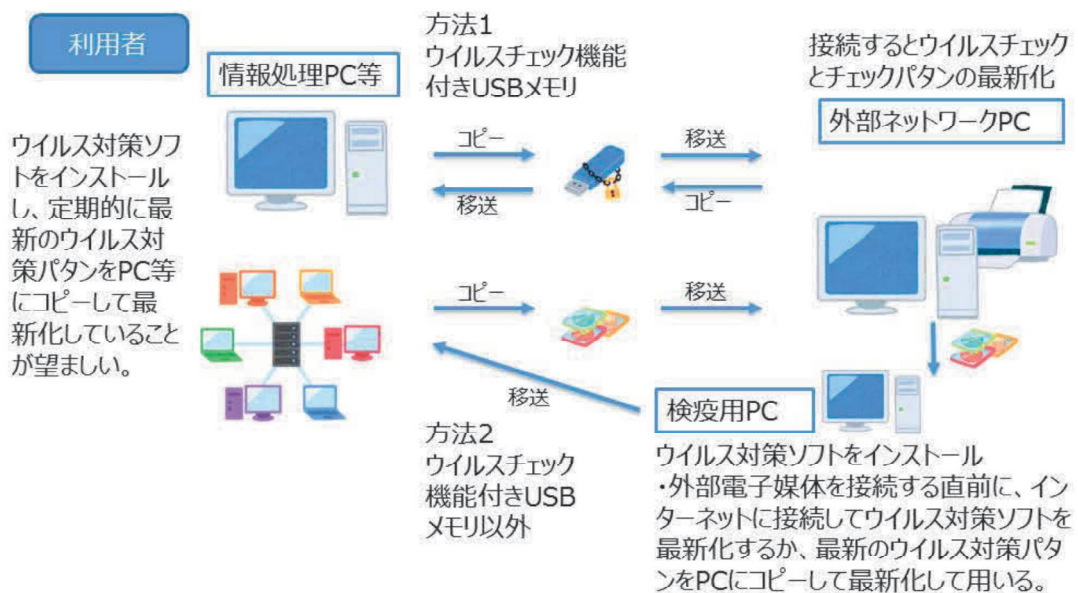 利用者
情報処理PC等
ウイルス対策ソフ
トをインストール
し、定期的に最
新のウイルス対
策パタンをPC等
にコピーして最
新化していること
が望ましい。
方法1
ウイルスチェック機能
付きUSBメモリ
コピー
移送
移送
コピー
接続するとウイルスチェック
とチェックパタンの最新化
外部ネットワークPC
コピー
移送
移送
方法2
ウイルスチェック
機能付きUSB
メモリ以外
検疫用PC
ウイルス対策ソフトをインストール
・外部電子媒体を接続する直前に、イン
ターネットに接続してウイルス対策ソフトを
最新化するか、最新のウイルス対策パタ
ンをPCにコピーして最新化して用いる。